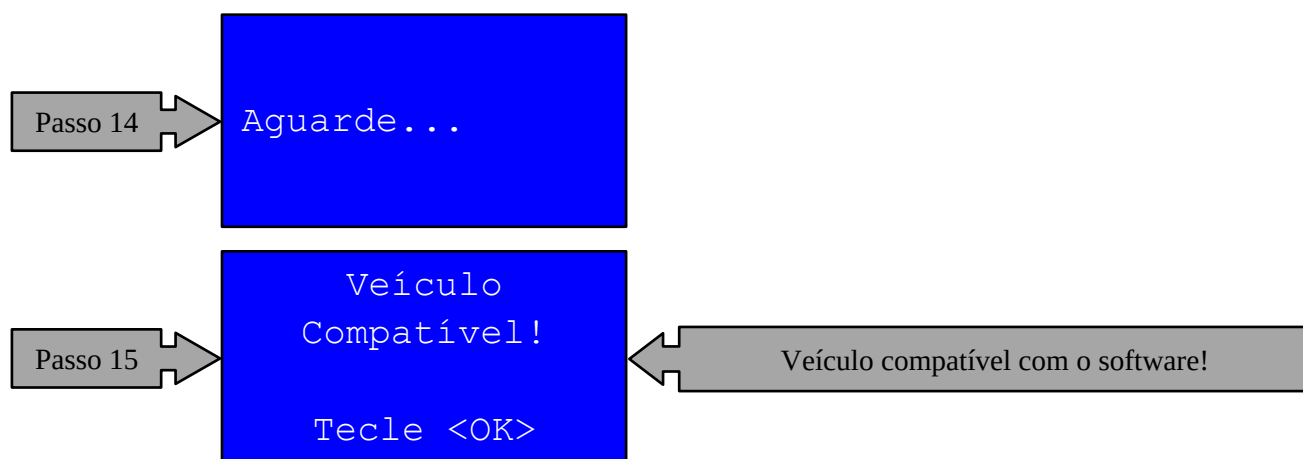 Passo 14
Aguarde...
Passo 15
Veículo
Compatível!
Tecle <OK>
Veículo compatível com o software!